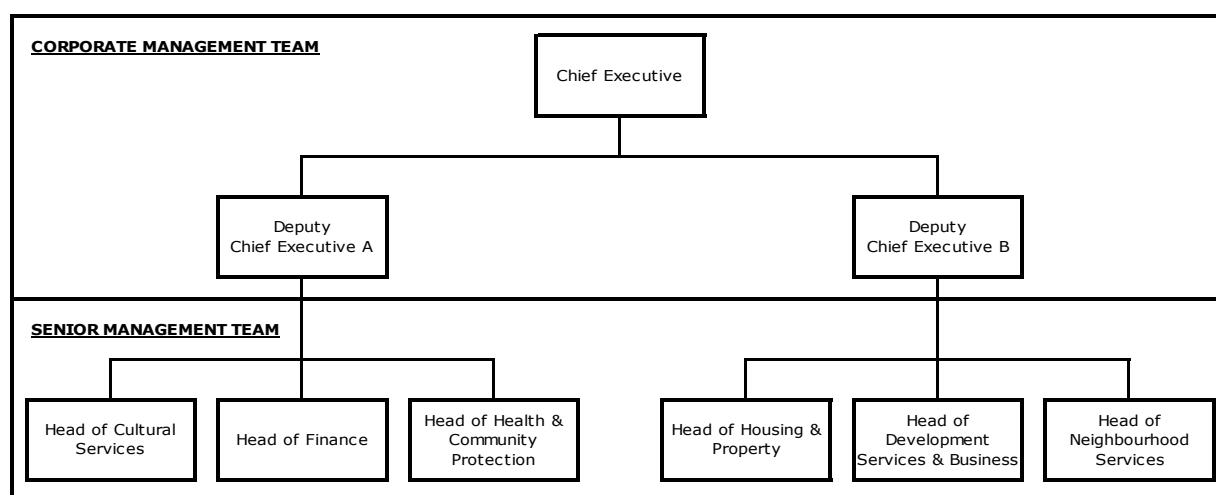 CORPORATE MANAGEMENT TEAM
Chief Executive
Deputy
Chief Executive A
Deputy
Chief Executive B
SENIOR MANAGEMENT TEAM
Head of Cultural
Services
Head of Finance
Head of Health &
Community
Protection
Head of Housing &
Property
Head of
Development
Services & Business
Head of
Neighbourhood
Services